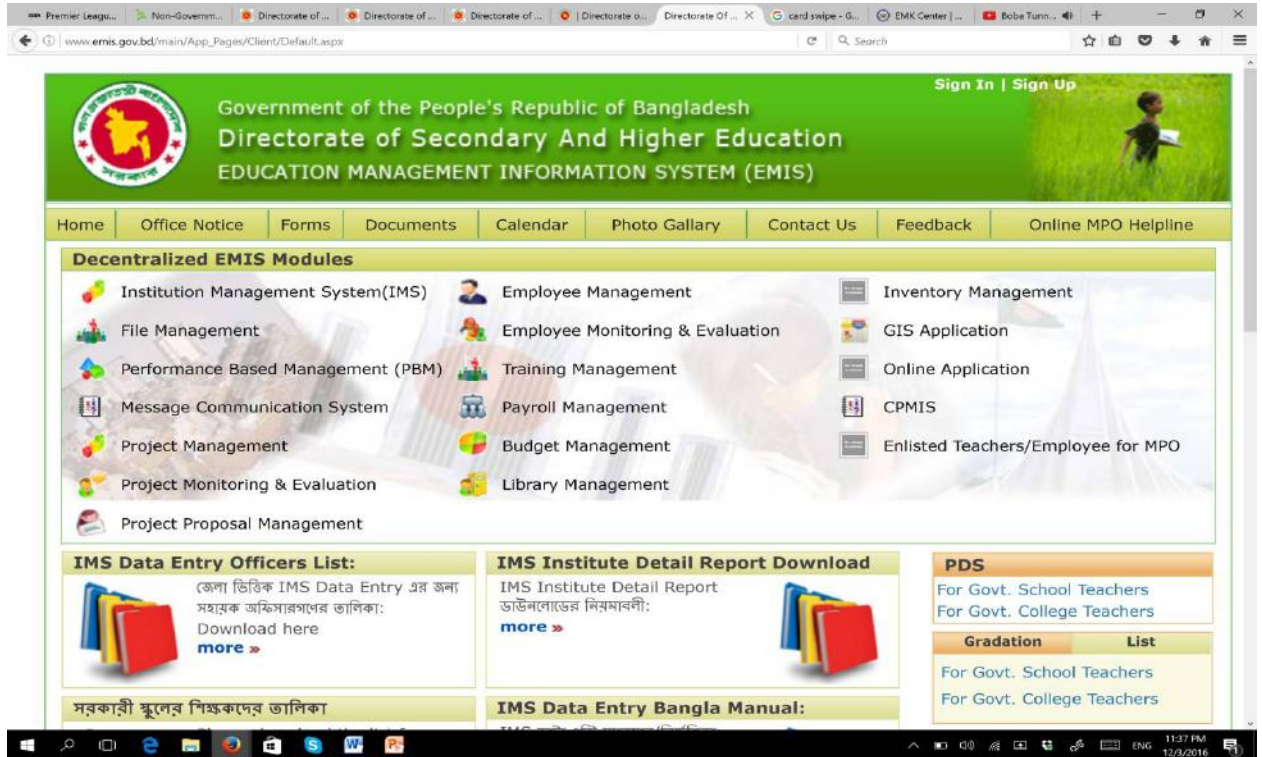 Premier Leagu...
Non-Governm...
Directorate of ...
Directorate of ...
Directorate of ...
| Directorate o...
Directorate Of ...
card swipe - G...
EMK Center | ...
Boba Tunn...
www.emis.gov.bd/main/App_Pages/Client/Default.aspx
Search
Sign In | Sign Up
Government of the People's Republic of Bangladesh
Directorate of Secondary And Higher Education
EDUCATION MANAGEMENT INFORMATION SYSTEM (EMIS)
Home Office Notice Forms Documents Calendar Photo Gallary Contact Us Feedback Online MPO Helpline
Decentralized EMIS Modules
Institution Management System(IMS)
File Management
Performance Based Management (PBM)
Message Communication System
Project Management
Project Monitoring & Evaluation
Project Proposal Management
Employee Management
Employee Monitoring & Evaluation
Training Management
Payroll Management
Budget Management
Library Management
Inventory Management
GIS Application
Online Application
CPMIS
Enlisted Teachers/Employee for MPO
IMS Data Entry Officers List:
জেলা ভিত্তিক IMS Data Entry এর জন্য
সহায়ক অফিসারগণের তালিকা:
Download here
more »
IMS Institute Detail Report Download
IMS Institute Detail Report
ডাউনলোডের নিয়মাবলী:
more »
PDS
For Govt. School Teachers
For Govt. College Teachers
Gradation List
For Govt. School Teachers
For Govt. College Teachers
সরকারী স্কুলের শিক্ষকদের তালিকা
IMS Data Entry Bangla Manual:
ENG
11:37 PM
12/3/2016